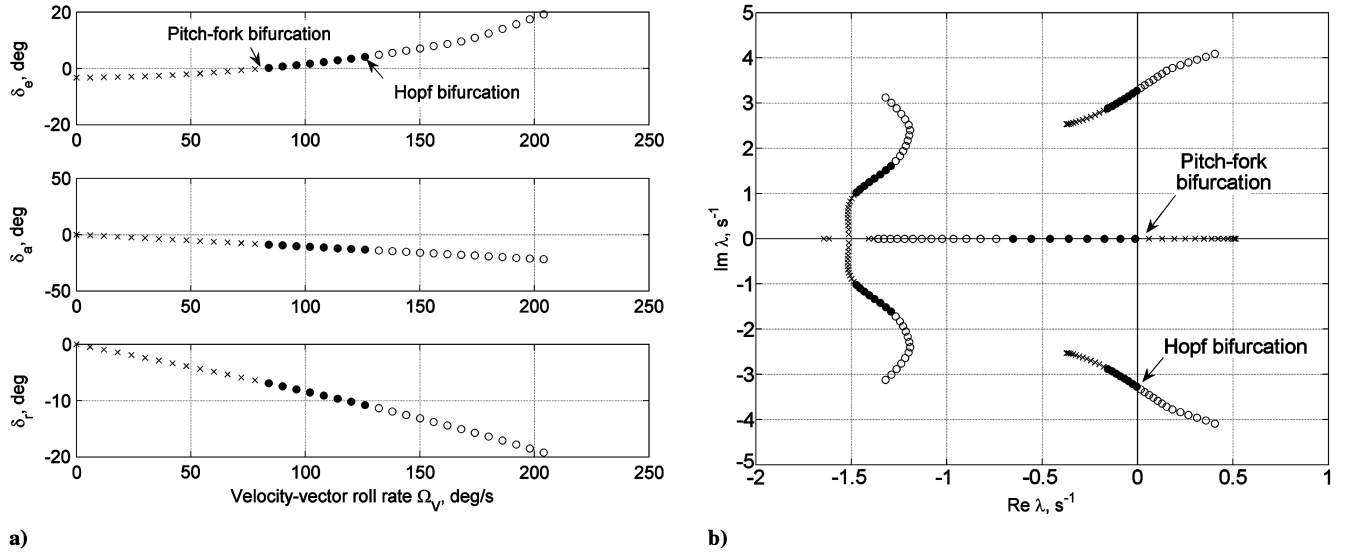 20
0
-20
δe, deg
Pitch-fork bifurcation
Hopf bifurcation
0 50 100 150 200 250
50
0
-50
δa, deg
0 50 100 150 200 250
0
-10
-20
δr, deg
0 50 100 150 200 250
Velocity-vector roll rate ΩV, deg/s
a)
5
4
3
2
1
0
-1
-2
-3
-4
-5
Im λ, s-1
Pitch-fork
bifurcation
Hopf bifurcation
-2 -1.5 -1 -0.5 0 0.5 1
Re λ, s-1
b)